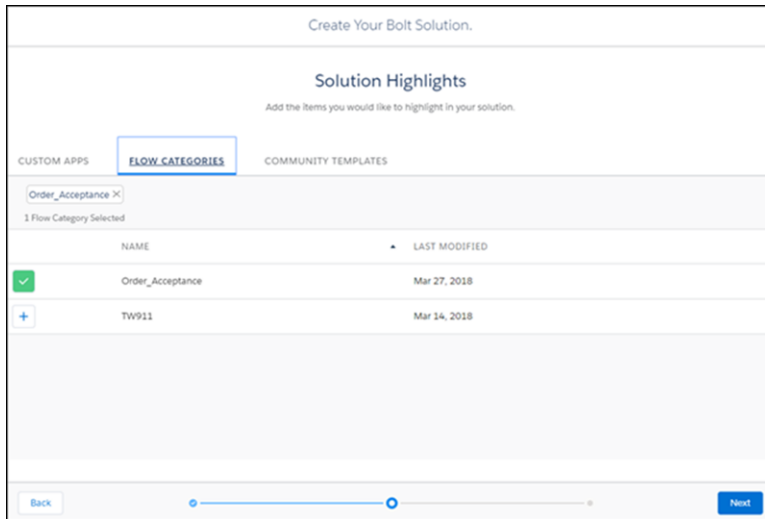 Create Your Bolt Solution.
Solution Highlights
Add the items you would like to highlight in your solution.
CUSTOM APPS FLOW CATEGORIES COMMUNITY TEMPLATES
Order_Acceptance
1 Flow Category Selected
NAME LAST MODIFIED
Order_Acceptance Mar 27, 2018
TW911 Mar 14, 2018
Back Next